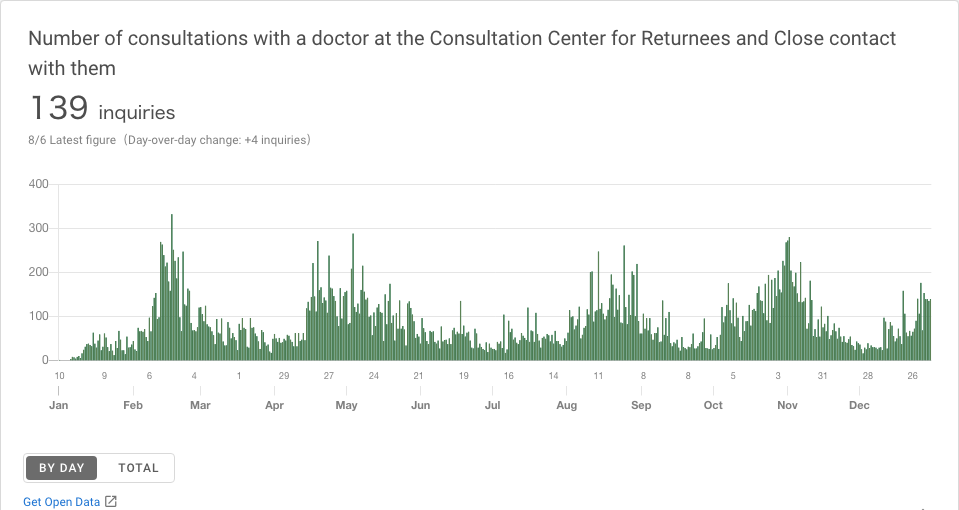 Number of consultations with a doctor at the Consultation Center for Returnees and Close contact
with them
139 inquiries
8/6 Latest figure（Day-over-day change: +4 inquiries）
400
300
200
100
0
10 9 6 4 1 29 27 24 21 19 16 14 11 8 8 5 3 31 28 26
Jan Feb Mar Apr May Jun Jul Aug Sep Oct Nov Dec
BY DAY TOTAL
Get Open Data